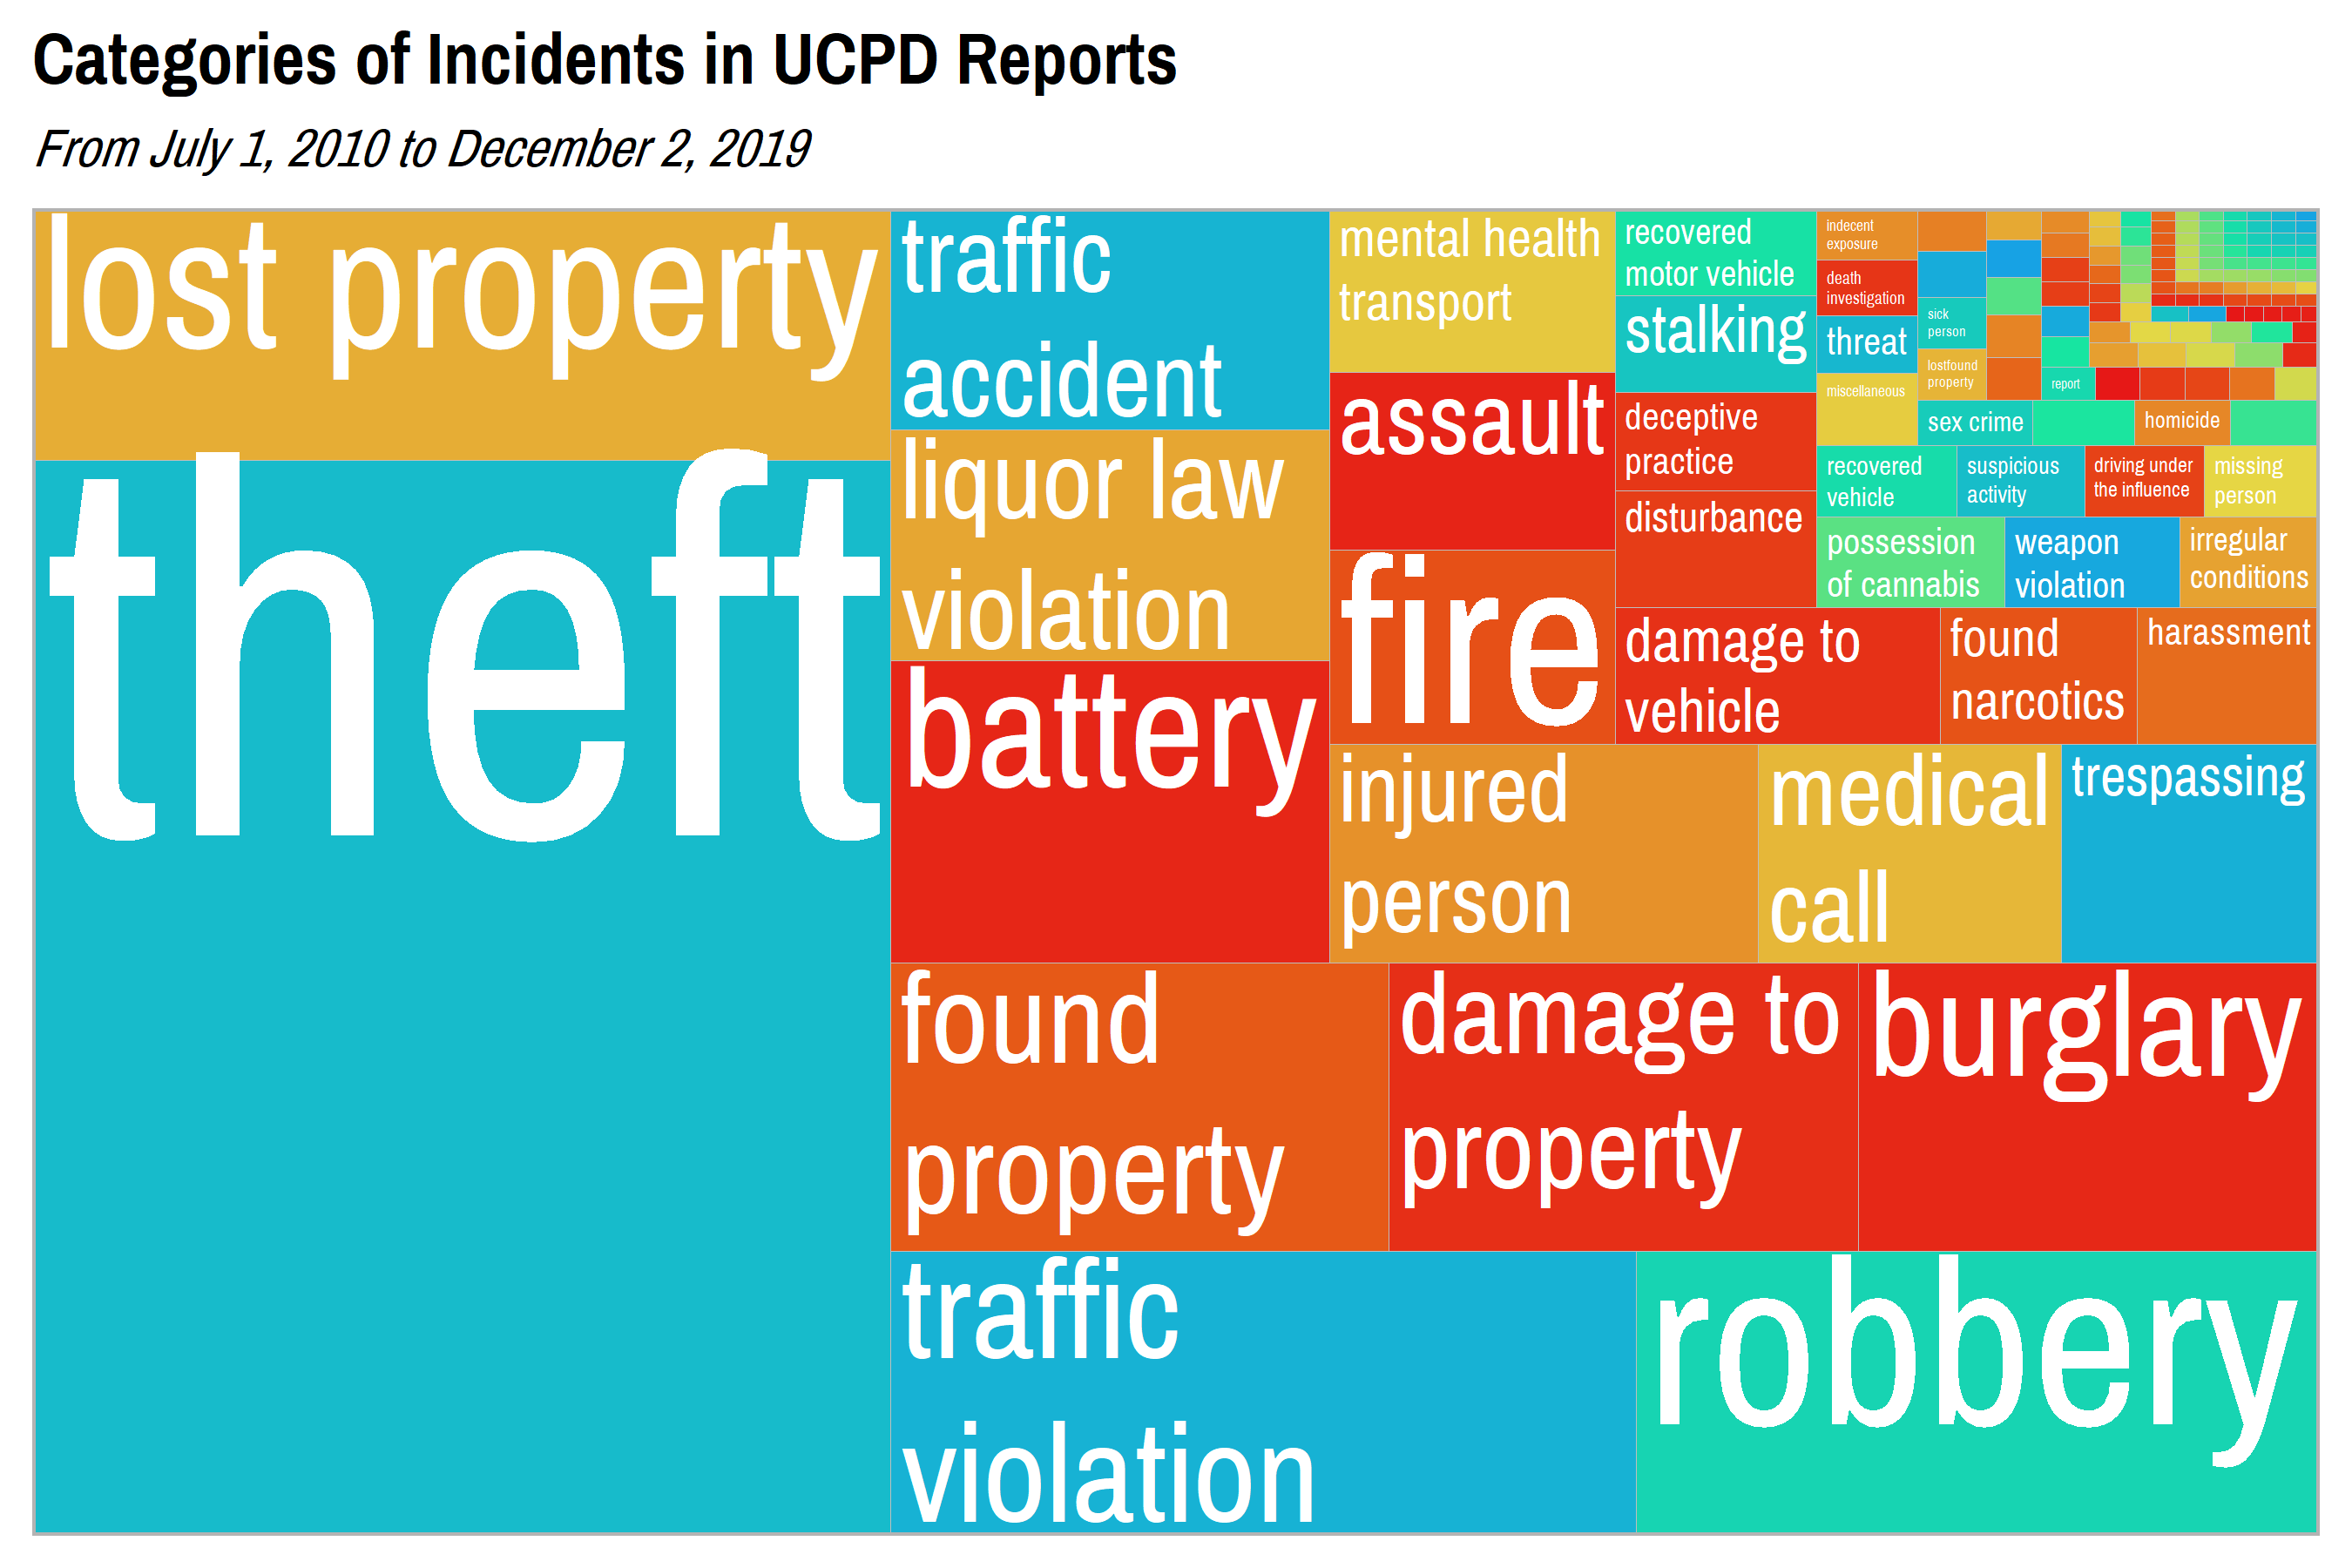 Categories of Incidents in UCPD Reports
From July 1, 2010 to December 2, 2019
lost property
theft
traffic
accident
liquor law
violation
battery
found
property
damage to
property
burglary
traffic
violation
robbery
mental health
transport
assault
fire
injured
person
medical
call
trespassing
recovered
motor vehicle
stalking
deceptive
practice
disturbance
damage to
vehicle
found
narcotics
harassment
indecent
exposure
death
investigation
threat
miscellaneous
sick
person
lostfound
property
report
sex crime
homicide
recovered
vehicle
suspicious
activity
driving under
the influence
missing
person
possession
of cannabis
weapon
violation
irregular
conditions